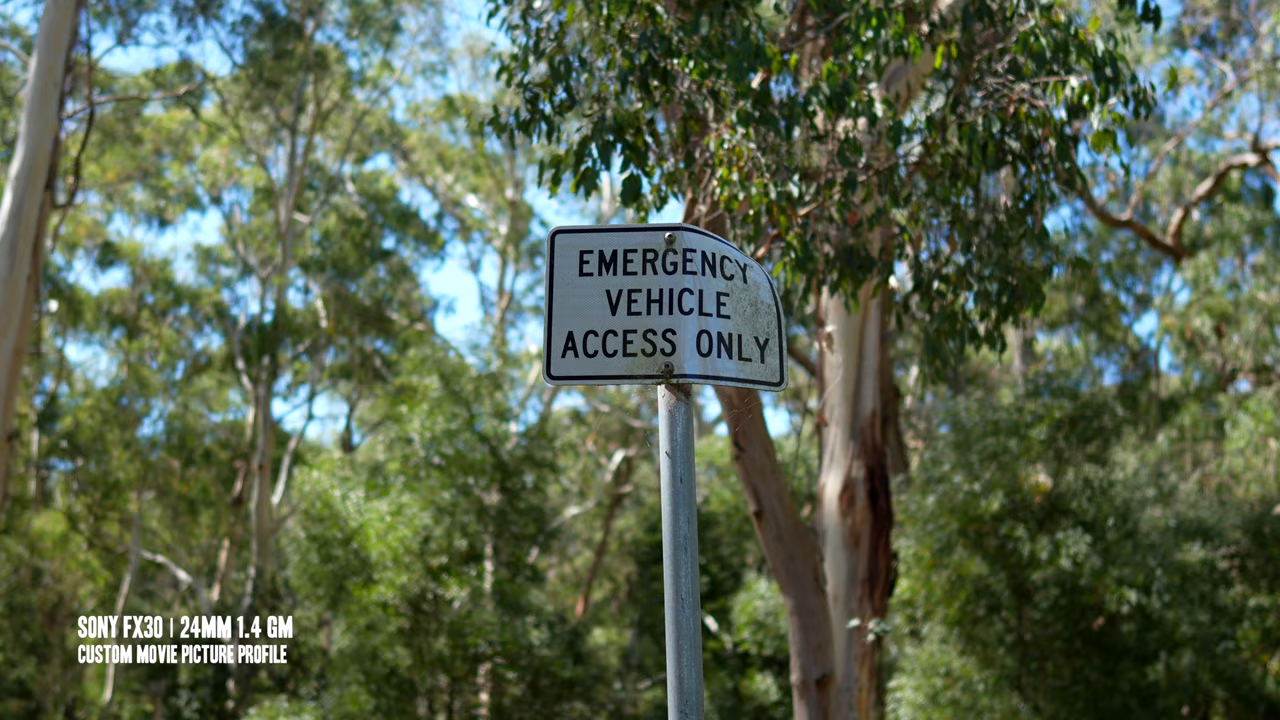 EMERGENCY
VEHICLE
ACCESS ONLY
SONY FX30 | 24MM 1.4 GM
CUSTOM MOVIE PICTURE PROFILE